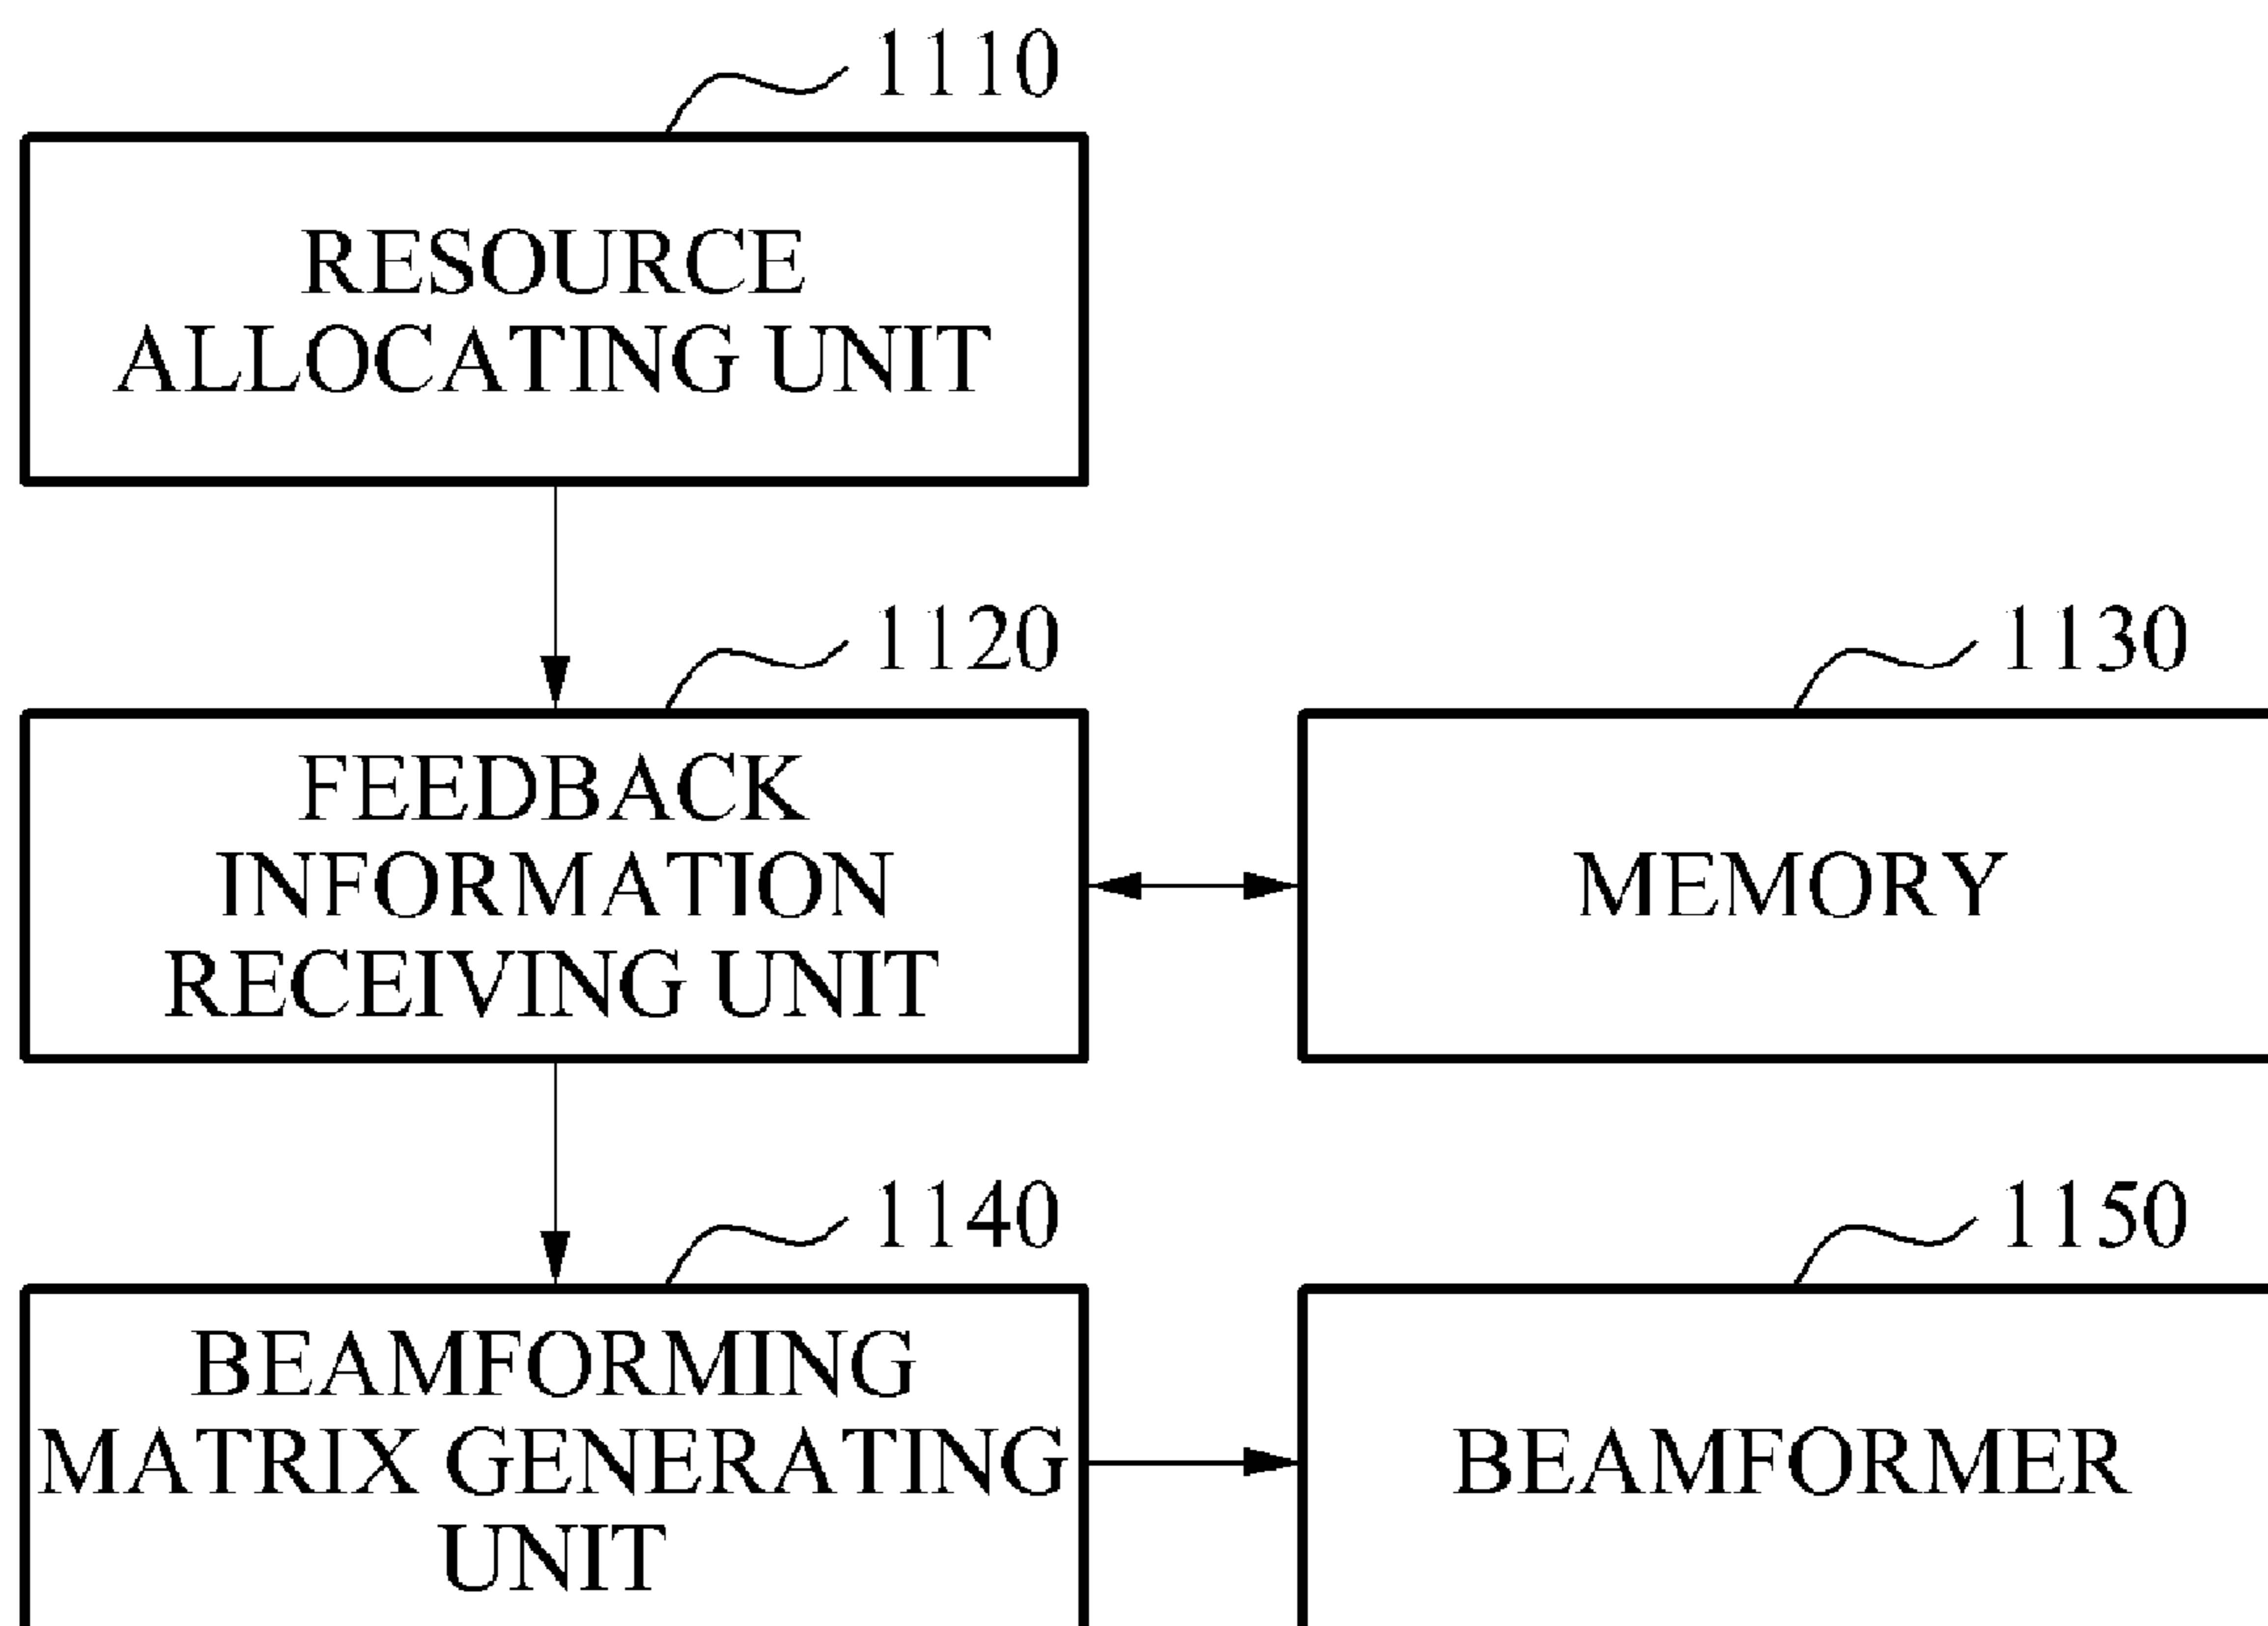 1110
RESOURCE
ALLOCATING UNIT
1120
FEEDBACK
INFORMATION
RECEIVING UNIT
1130
MEMORY
1140
BEAMFORMING
MATRIX GENERATING
UNIT
1150
BEAMFORMER